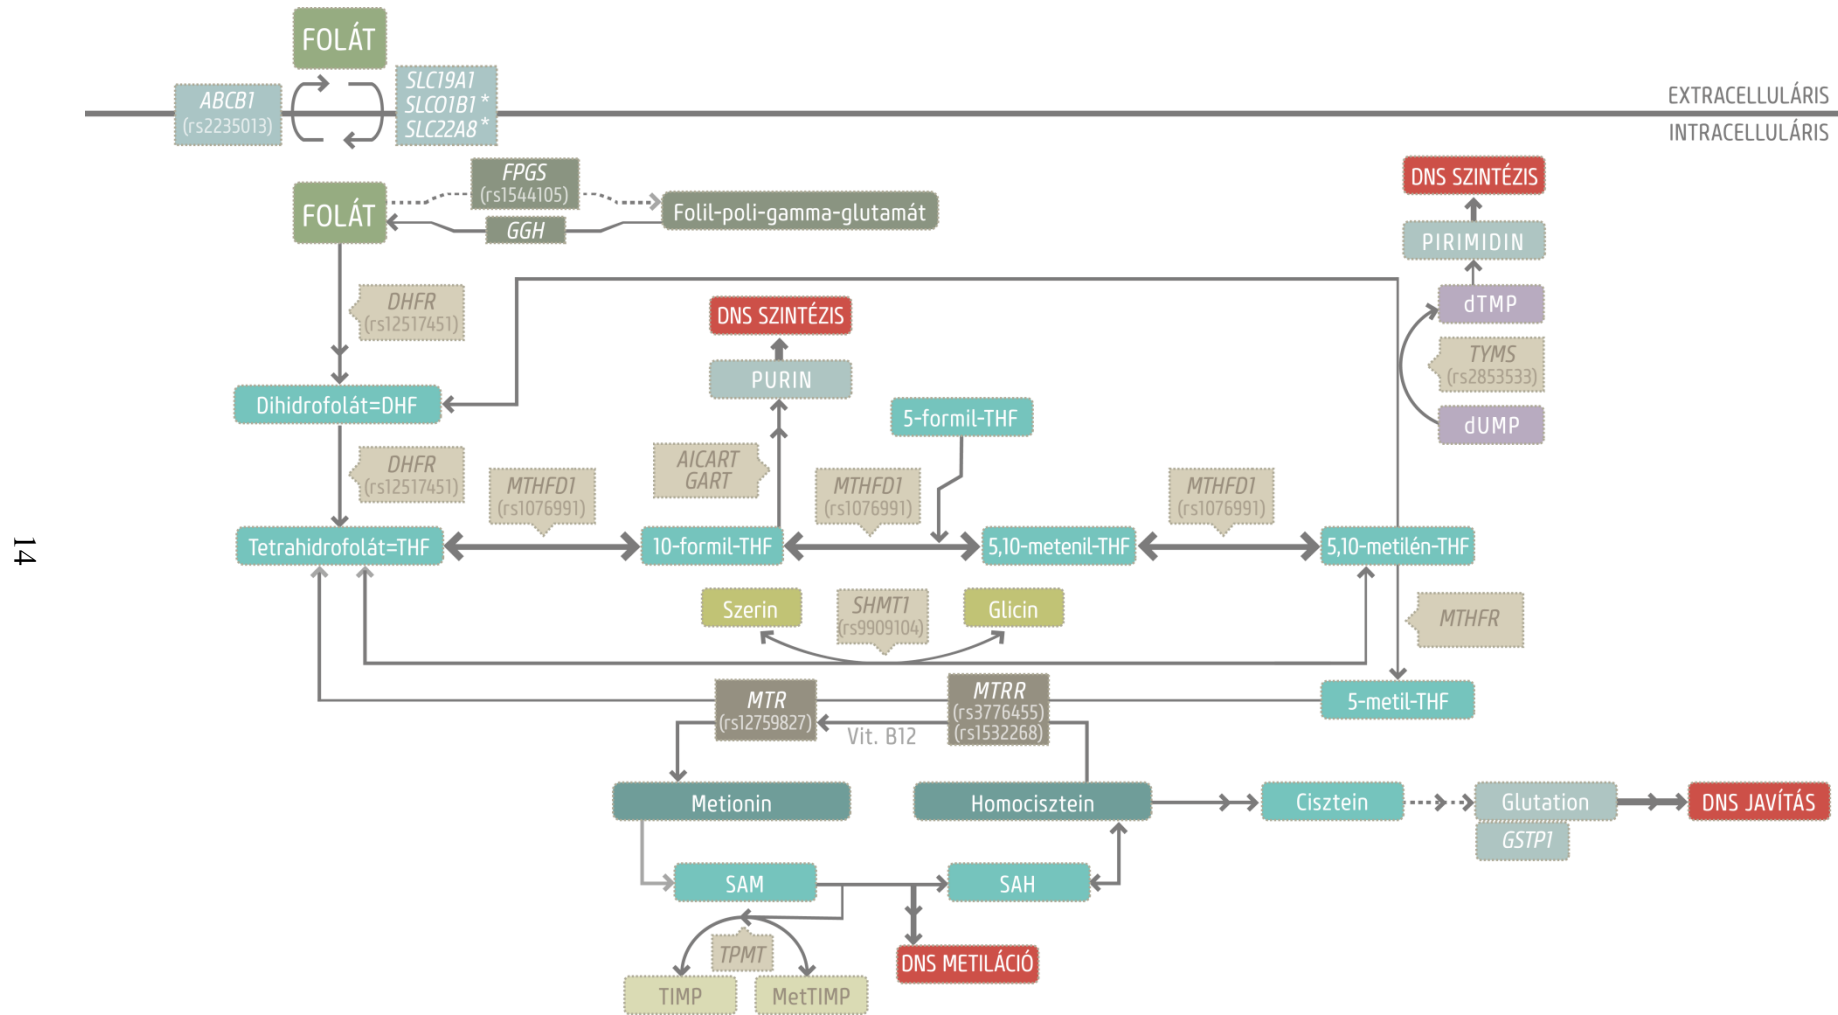 FOLÁT
ABCB1
(rs2235013)
SLC19A1
SLCO1B1 *
SLC22A8 *
EXTRACELLULÁRIS
INTRACELLULÁRIS
FOLÁT
FPGS
(rs1544105)
GGH
Folil-poli-gamma-glutamát
DNS SZINTÉZIS
PIRIMIDIN
dTMP
TYMS
(rs2853533)
dUMP
DHFR
(rs12517451)
DNS SZINTÉZIS
PURIN
Dihidrofolát=DHF
5-formil-THF
DHFR
(rs12517451)
MTHFD1
(rs1076991)
AICART
GART
MTHFD1
(rs1076991)
MTHFD1
(rs1076991)
Tetrahidrofolát=THF
10-formil-THF
5,10-metenil-THF
5,10-metilén-THF
14
Szerin
SHMT1
(rs9909104)
Glicin
MTHFR
MTR
(rs12759827)
Vit. B12
MTRR
(rs3776455)
(rs1532268)
5-metil-THF
Metionin
Homocisztein
Cisztein
Glutation
GSTP1
DNS JAVÍTÁS
SAM
SAH
TPMT
DNS METILÁCIÓ
TIMP
MetTIMP